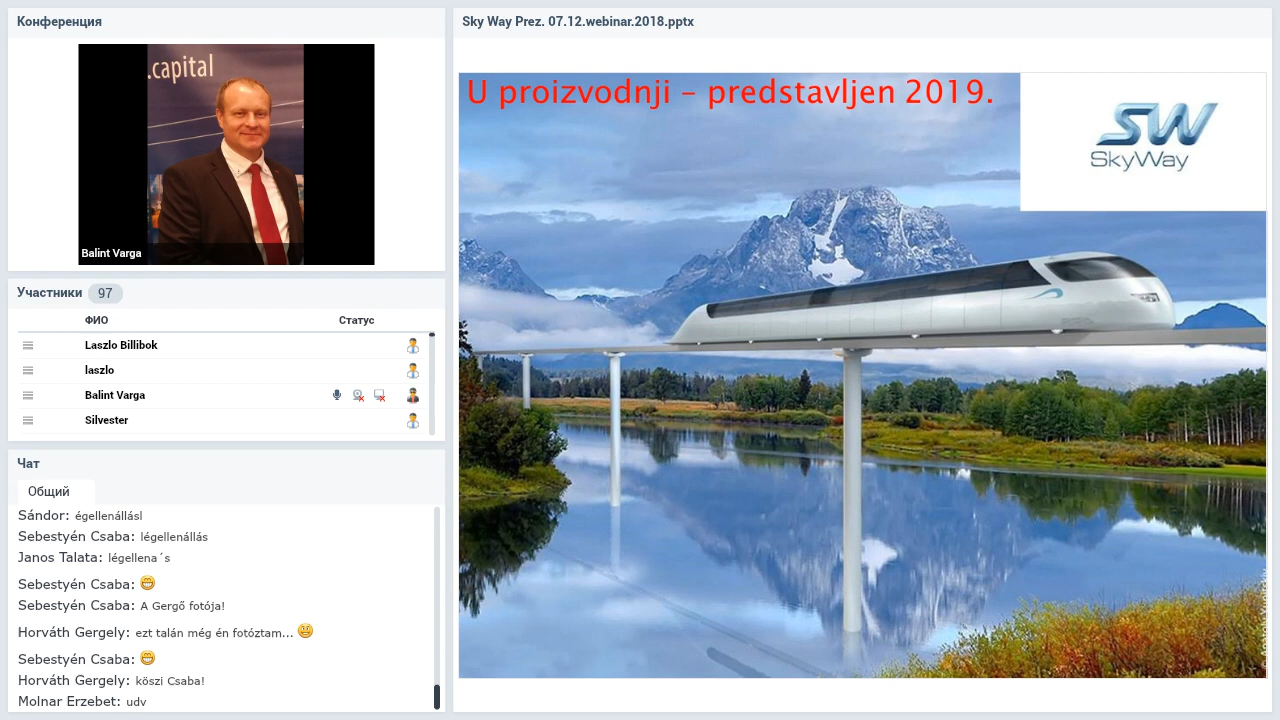 Конференция
.capital
Balint Varga
Участники 97
ФИО Статус
Laszlo Billibok
laszlo
Balint Varga
Silvester
Чат
Общий
Sándor: égellenállásl
Sebestyén Csaba: légellenállás
Janos Talata: légellena´s
Sebestyén Csaba:
Sebestyén Csaba: A Gergő fotója!
Horváth Gergely: ezt talán még én fotóztam...
Sebestyén Csaba:
Horváth Gergely: köszi Csaba!
Molnar Erzebet: udv
Sky Way Prez. 07.12.webinar.2018.pptx
U proizvodnji – predstavljen 2019.
SW
SkyWay